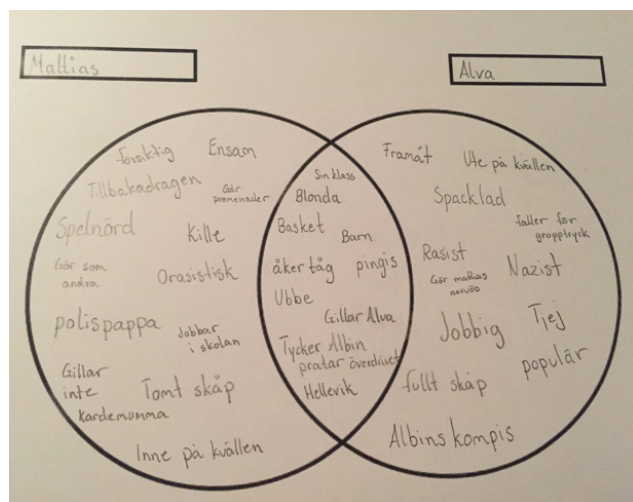 Mattias
Alva
försiktig
Ensam
Tillbakadragen
Går
promenader
Spelnörd
Kille
Gör som
andra
Orasistisk
polispappa
Jobbar
i skolan
Gillar
inte
Kardemumma
Tomt skåp
Inne på kvällen
Sin klass
Blonda
Basket
Barn
åker tåg
pingis
Ubbe
Gillar Alva
Tycker Albin
pratar överdrivet
Hellevik
Framåt
Ute på kvällen
Spacklad
faller för
grupptryck
Rasist
Gör mattias
nervös
Nazist
Jobbig
Tjej
populär
fullt skåp
Albins kompis